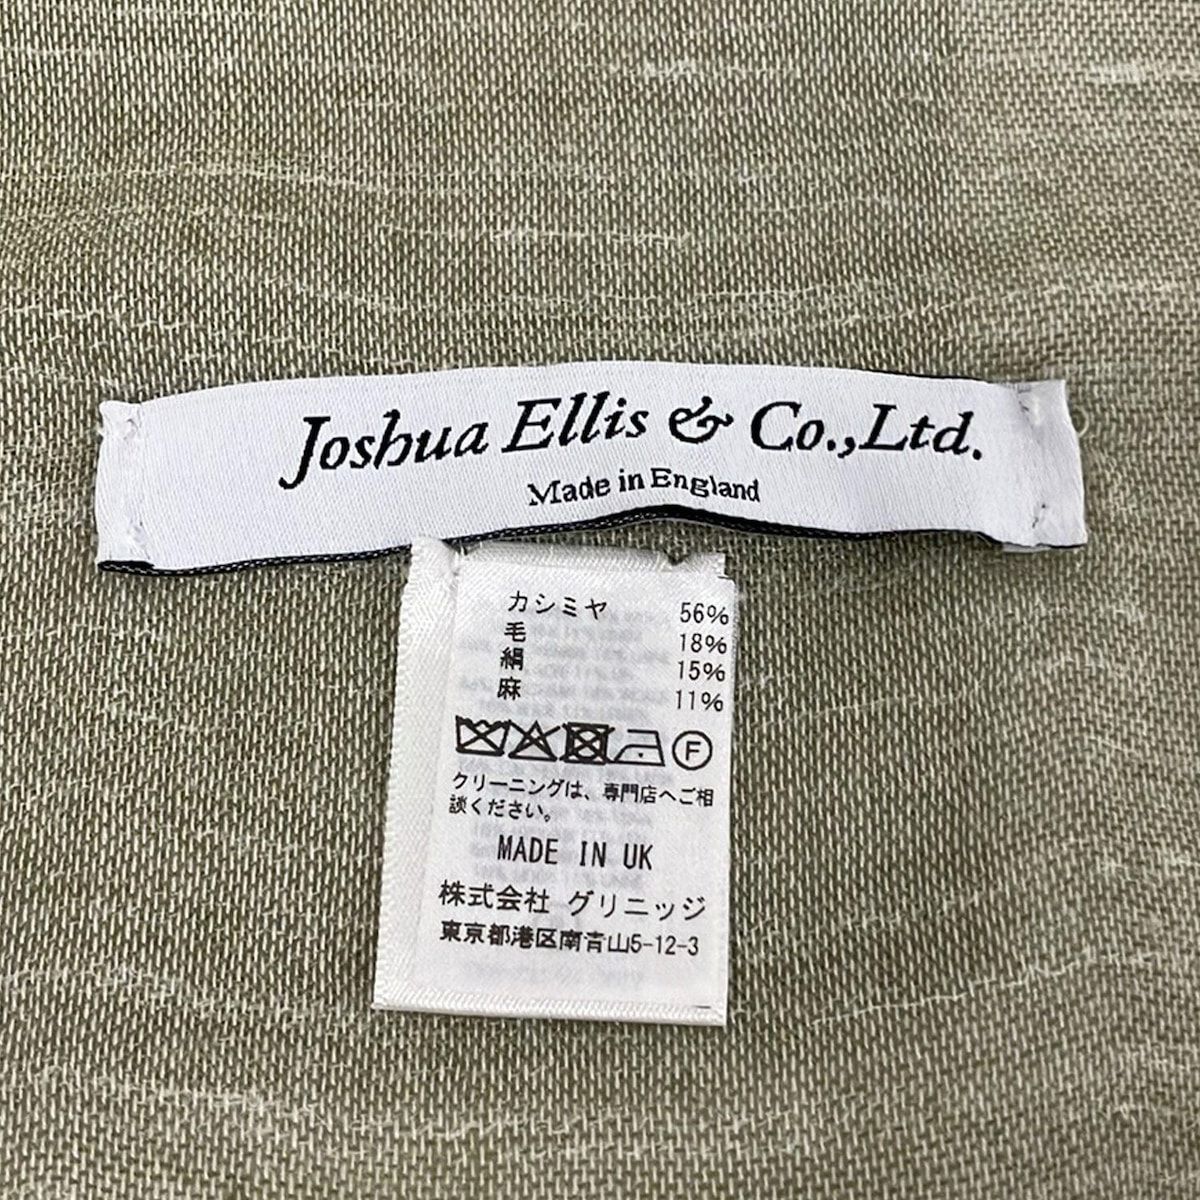 Joshua Ellis & Co.,Ltd.
Made in England
カシミヤ 56%
毛 18%
絹 15%
麻 11%
F
クリーニングは、専門店へご相
談ください。
MADE IN UK
株式会社 グリニッジ
東京都港区南青山5-12-3